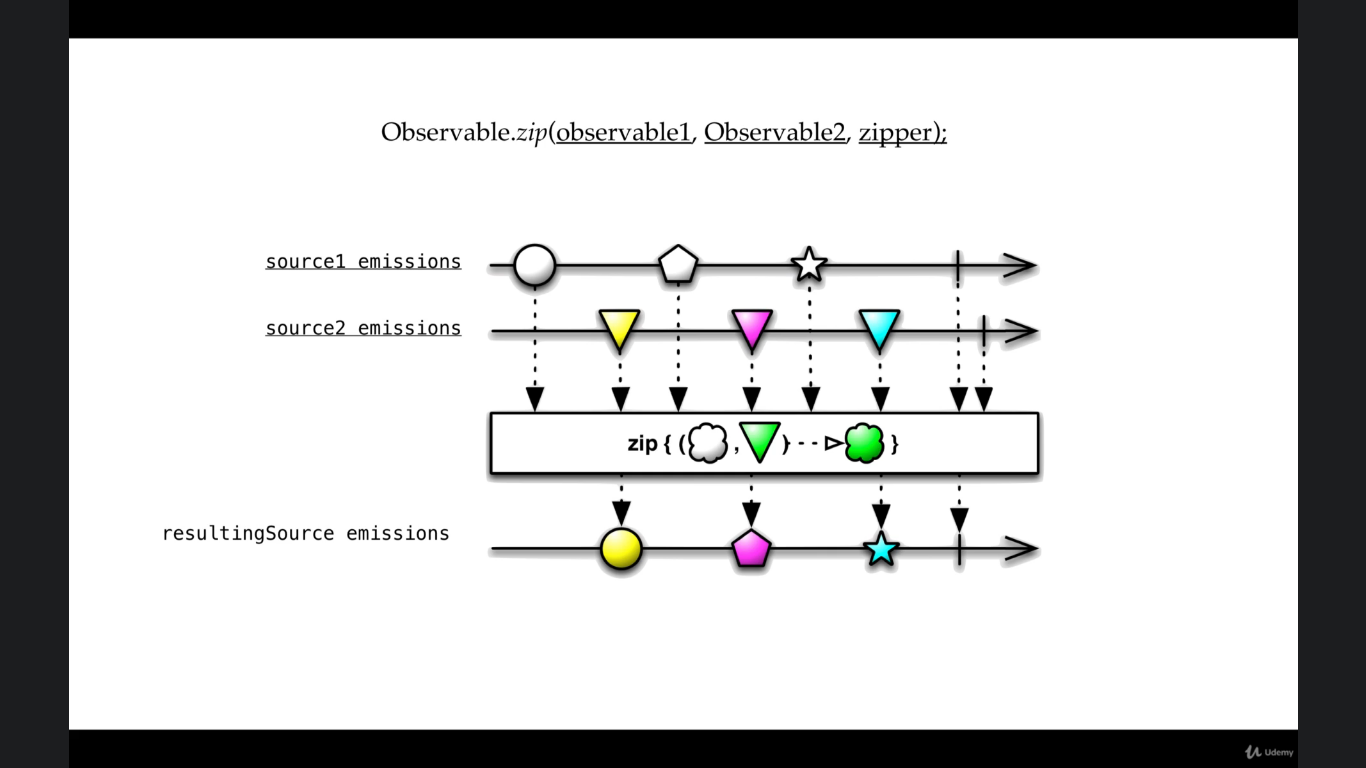 Observable.zip(observable1, Observable2, zipper);
source1 emissions
source2 emissions
zip { ( , ) }
resultingSource emissions
Udemy